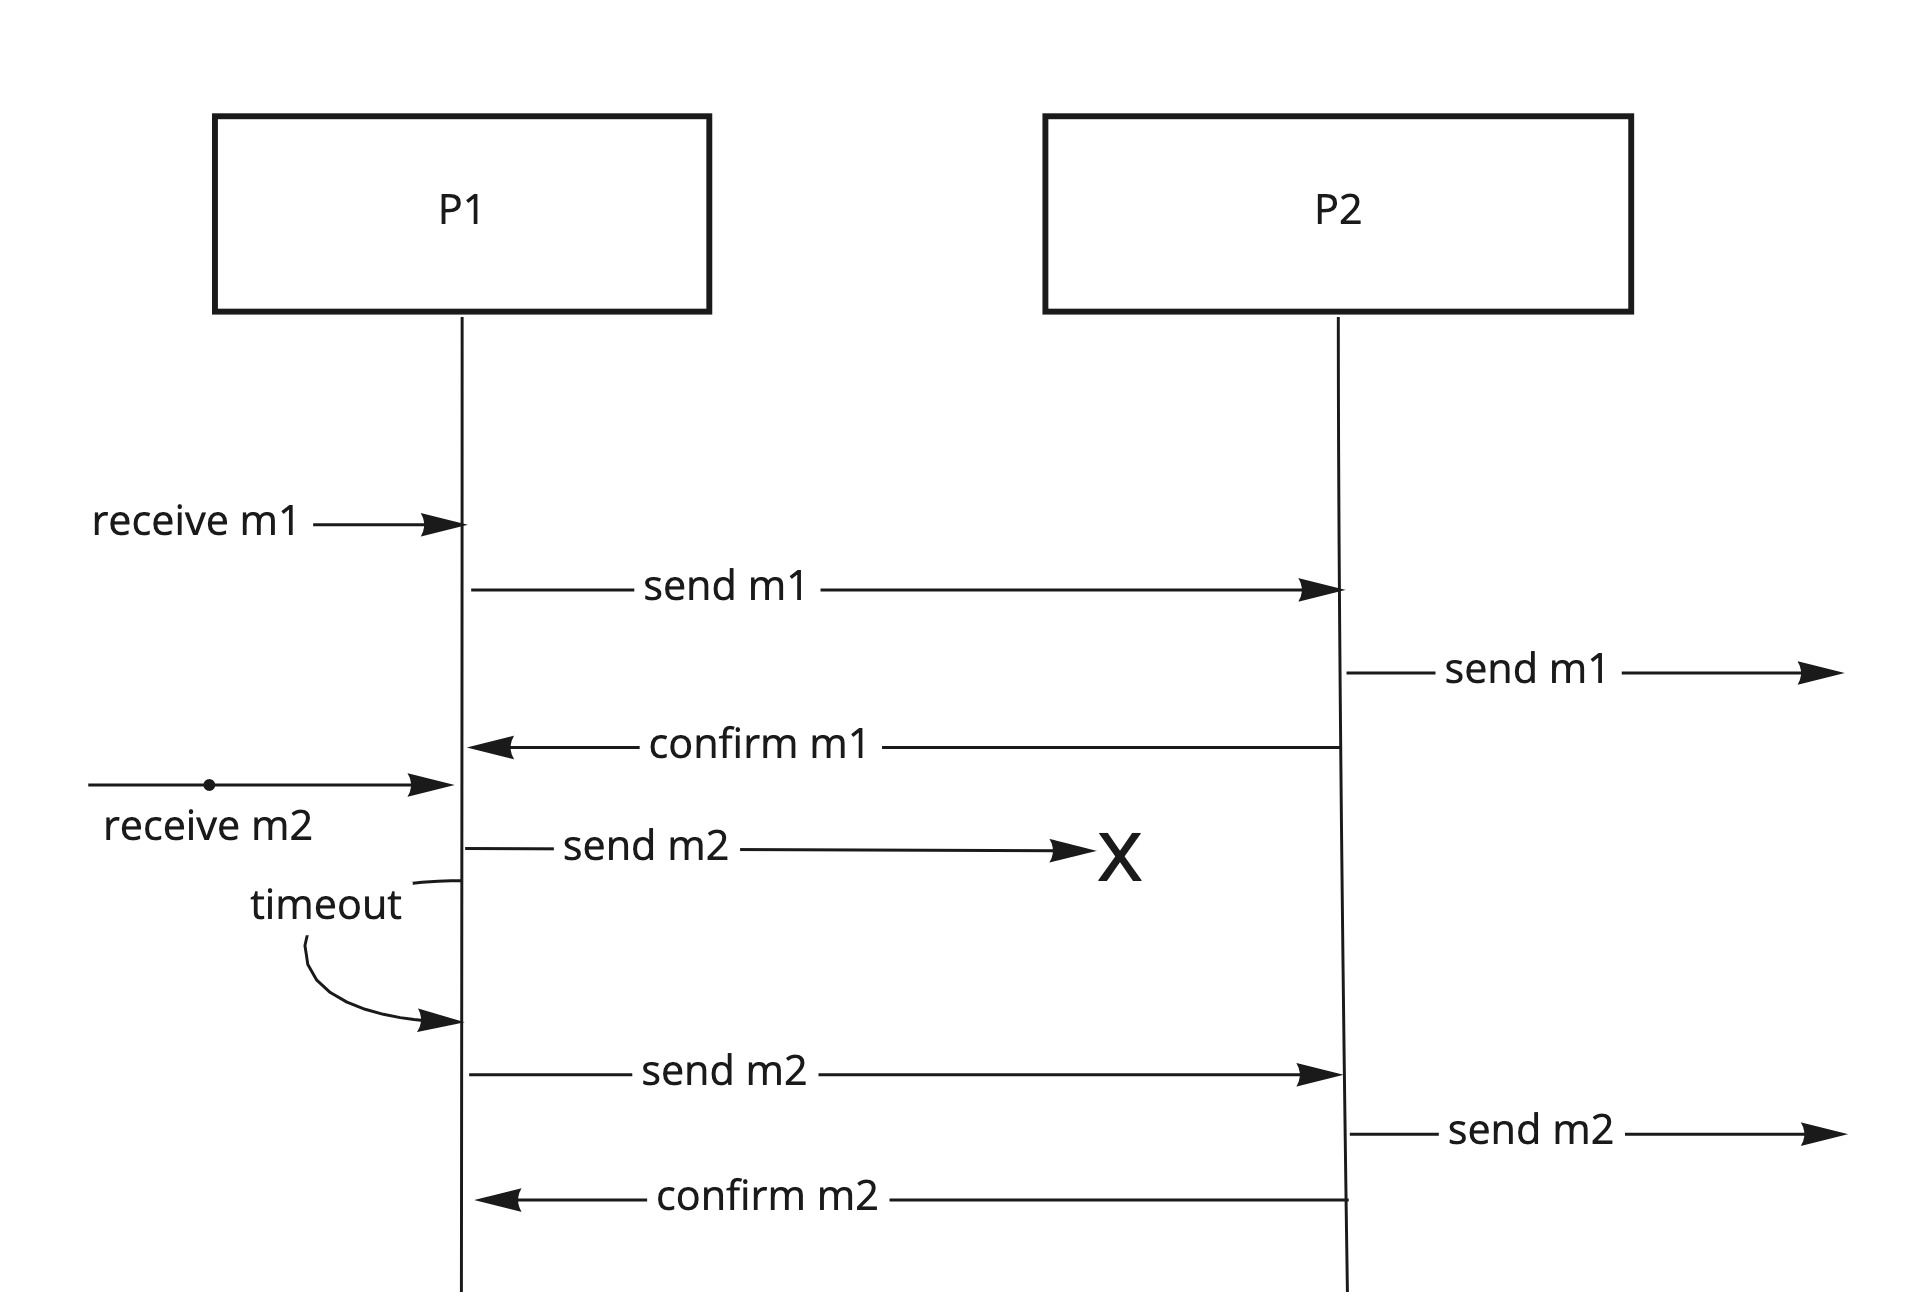 P1
P2
receive m1
send m1
send m1
confirm m1
receive m2
send m2
X
timeout
send m2
send m2
confirm m2